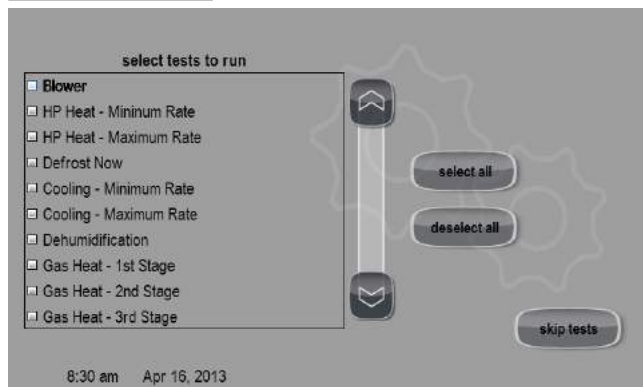 select tests to run
Blower
HP Heat - Mininum Rate
HP Heat - Maximum Rate
Defrost Now
Cooling - Minimum Rate
Cooling - Maximum Rate
Dehumidification
Gas Heat - 1st Stage
Gas Heat - 2nd Stage
Gas Heat - 3rd Stage
select all
deselect all
skip tests
8:30 am Apr 16, 2013